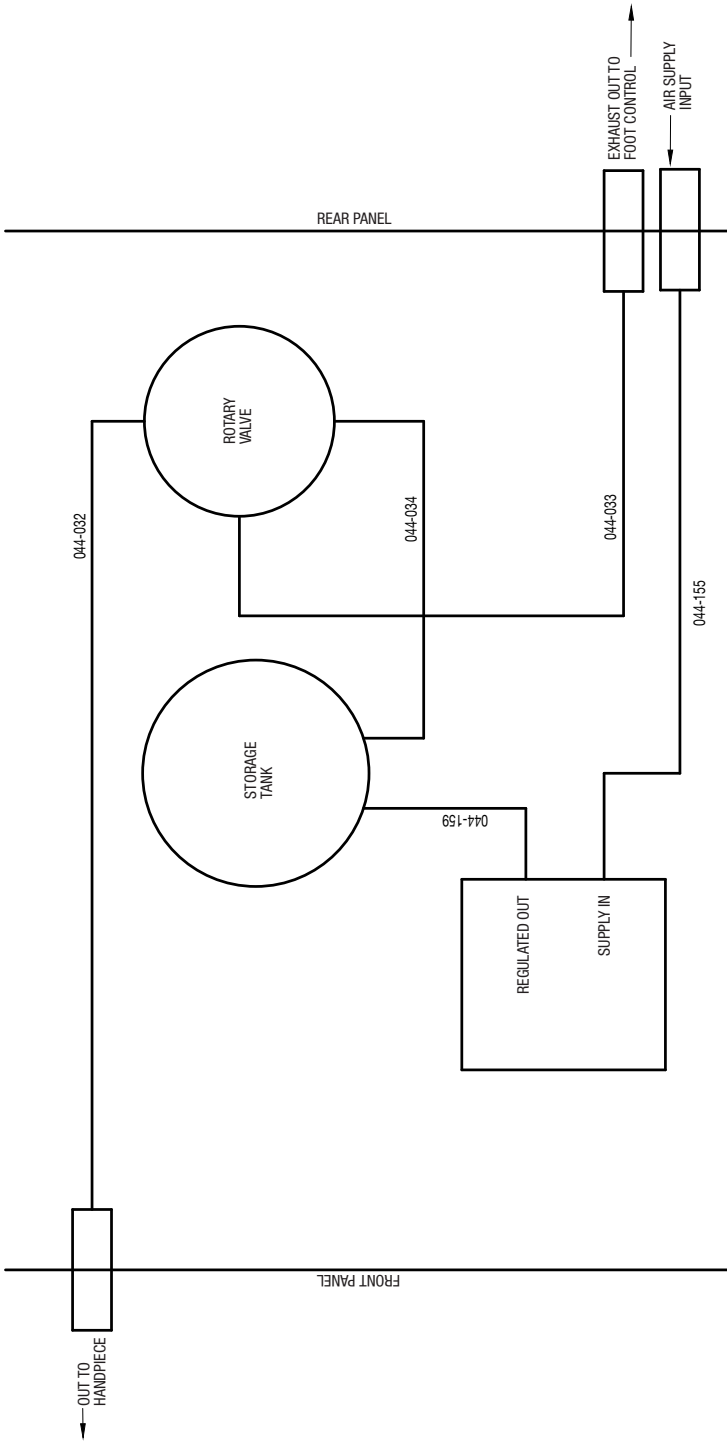 EXHAUST OUT TO
FOOT CONTROL
AIR SUPPLY
INPUT
REAR PANEL
ROTARY
VALVE
044-032
044-034
044-033
044-155
STORAGE
TANK
044-159
REGULATED OUT
SUPPLY IN
FRONT PANEL
OUT TO
HANDPIECE